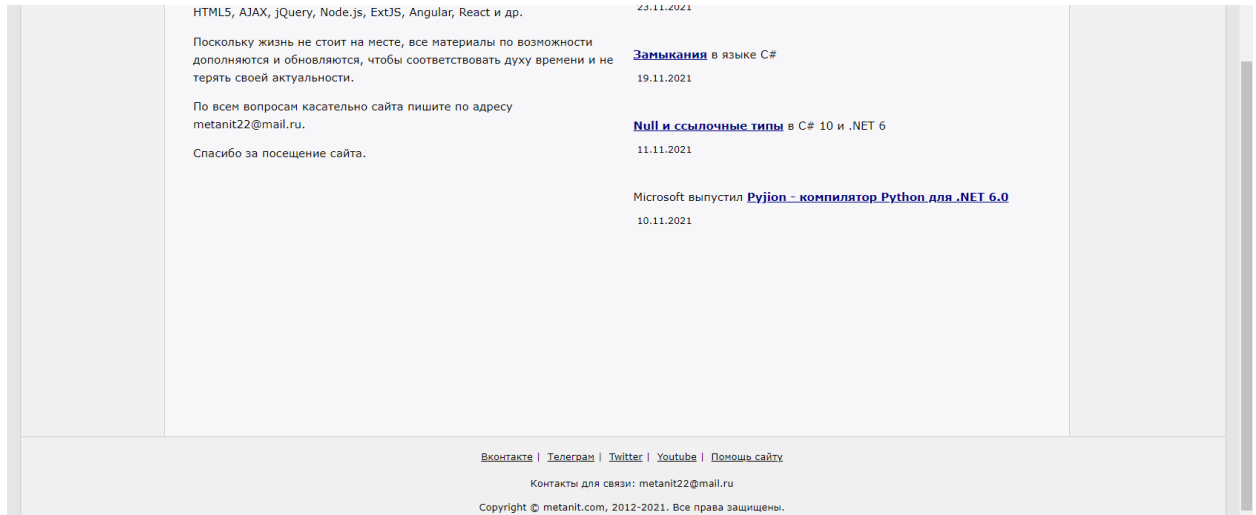 HTML5, AJAX, jQuery, Node.js, ExtJS, Angular, React и др.
Поскольку жизнь не стоит на месте, все материалы по возможности
дополняются и обновляются, чтобы соответствовать духу времени и не
терять своей актуальности.
По всем вопросам касательно сайта пишите по адресу
metanit22@mail.ru.
Спасибо за посещение сайта.
23.11.2021
Замыкания в языке C#
19.11.2021
Null и ссылочные типы в C# 10 и .NET 6
11.11.2021
Microsoft выпустил Pyjion - компилятор Python для .NET 6.0
10.11.2021
Вконтакте | Телеграм | Twitter | Youtube | Помощь сайту
Контакты для связи: metanit22@mail.ru
Copyright © metanit.com, 2012-2021. Все права защищены.